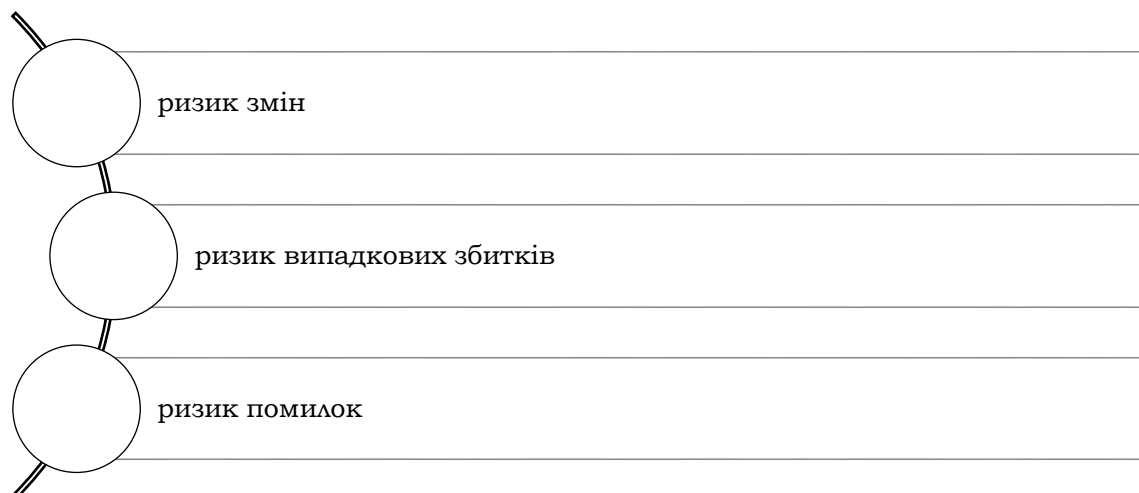 ризик змін
ризик випадкових збитків
ризик помилок